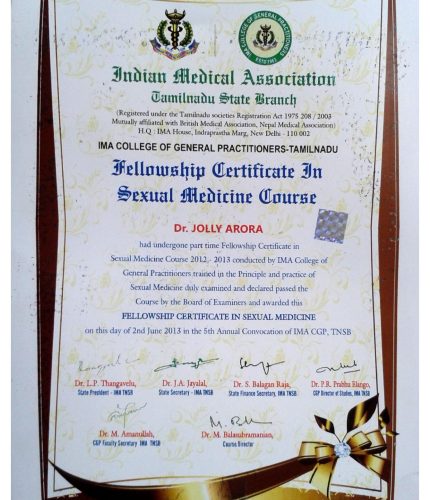 IMA COLLEGE OF GENERAL PRACTITIONERS
Indian Medical Association
Tamilnadu State Branch
(Registered under the Tamilnadu societies Registration Act 1975 208 / 2003
Mutually affiliated with British Medical Association, Nepal Medical Association)
H.Q : IMA House, Indraprastha Marg, New Delhi - 110 002
IMA COLLEGE OF GENERAL PRACTITIONERS-TAMILNADU
Fellowship Certificate In
Sexual Medicine Course
Dr. JOLLY ARORA
had undergone part time Fellowship Certificate in
Sexual Medicine Course 2012 - 2013 conducted by IMA College of
General Practitioners trained in the Principle and practice of
Sexual Medicine duly examined and declared passed the
Course by the Board of Examiners and awarded this
FELLOWSHIP CERTIFICATE IN SEXUAL MEDICINE
on this day of 2nd June 2013 in the 5th Annual Convocation of IMA CGP, TNSB
Dr. L.P. Thangavelu, Dr. J.A. Jayalal, Dr. S. Balagan Raja, Dr. P.R. Prabhu Elango,
State President - IMA TNSB State Secretary - IMA TNSB State Finance Secretary, IMA TNSB CGP Director of Studies, IMA TNSB
Dr. M. Amanullah, Dr. M. Balasubramanian,
CGP Faculty Secretary IMA TNSB Course Director